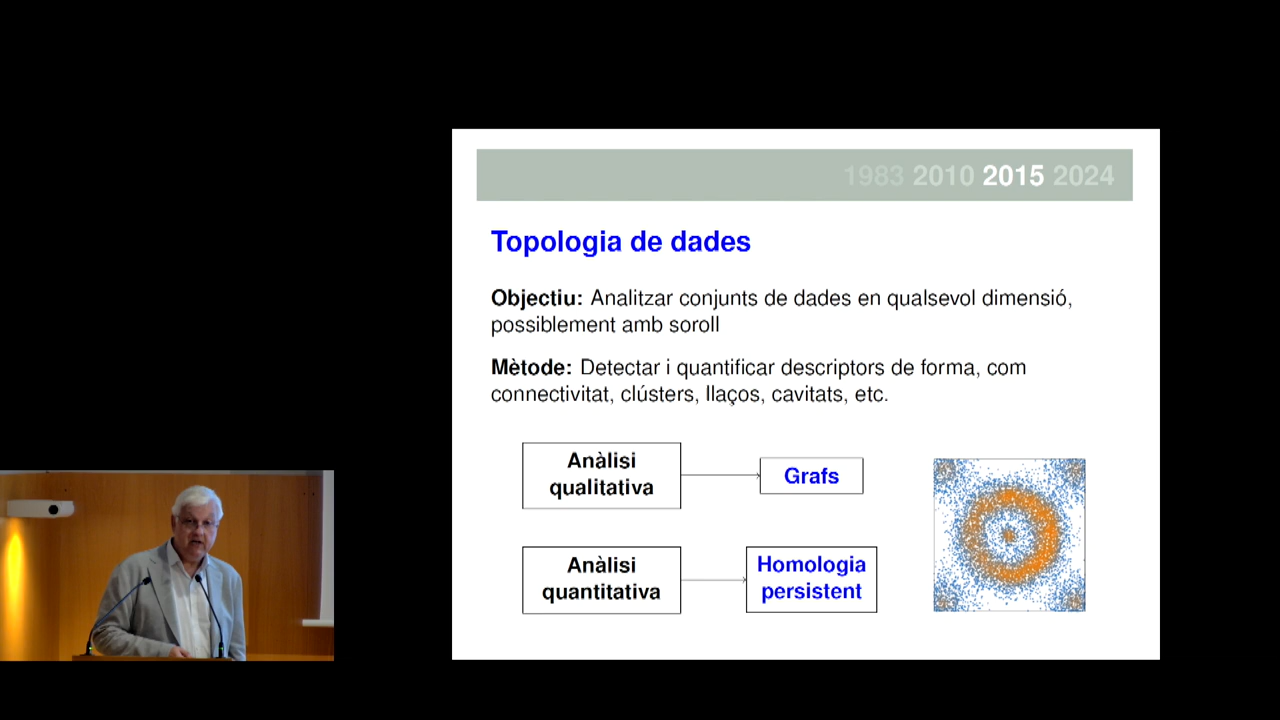 1983 2010 2015 2024
Topologia de dades
Objectiu: Analitzar conjunts de dades en qualsevol dimensió,
possiblement amb soroll
Mètode: Detectar i quantificar descriptors de forma, com
connectivitat, clústers, llaços, cavitats, etc.
Anàlisi
qualitativa
Grafs
Anàlisi
quantitativa
Homologia
persistent